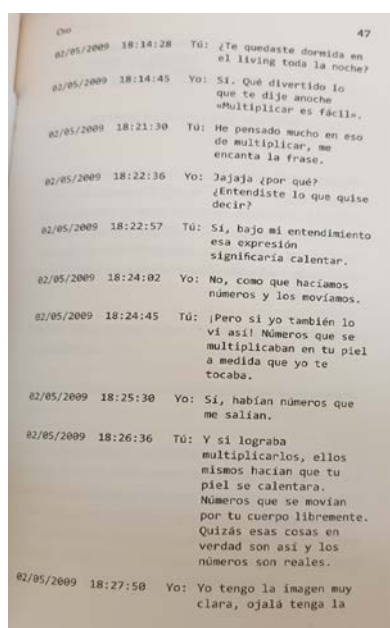 Oxo
47
02/05/2009 18:14:28 Tú: ¿Te quedaste dormida en
el living toda la noche?
02/05/2009 18:14:45 Yo: Sí. Qué divertido lo
que te dije anoche
«Multiplicar es fácil».
02/05/2009 18:21:30 Tú: He pensado mucho en eso
de multiplicar, me
encanta la frase.
02/05/2009 18:22:36 Yo: Jajaja ¿por qué?
¿Entendiste lo que quise
decir?
02/05/2009 18:22:57 Tú: Sí, bajo mi entendimiento
esa expresión
significaría calentar.
02/05/2009 18:24:02 Yo: No, como que hacíamos
números y los movíamos.
02/05/2009 18:24:45 Tú: ¡Pero si yo también lo
vi así! Números que se
multiplicaban en tu piel
a medida que yo te
tocaba.
02/05/2009 18:25:30 Yo: Sí, habían números que
me salían.
02/05/2009 18:26:36 Tú: Y si lograba
multiplicarlos, ellos
mismos hacían que tu
piel se calentara.
Números que se movían
por tu cuerpo libremente.
Quizás esas cosas en
verdad son así y los
números son reales.
02/05/2009 18:27:50 Yo: Yo tengo la imagen muy
clara, ojalá tenga la